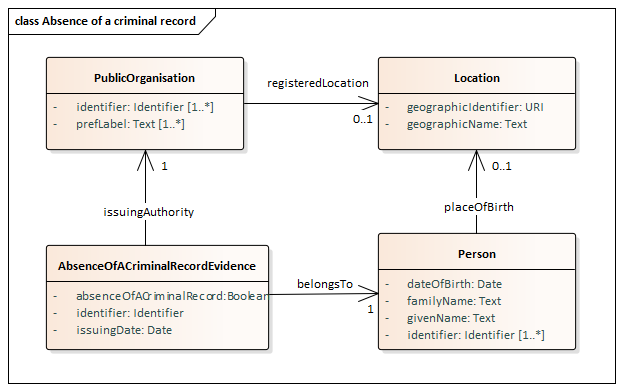 class Absence of a criminal record
PublicOrganisation
- identifier: Identifier [1..*]
- prefLabel: Text [1..*]
registeredLocation
0..1
Location
- geographicIdentifier: URI
- geographicName: Text
1
issuingAuthority
0..1
placeOfBirth
AbsenceOfACriminalRecordEvidence
- absenceOfACriminalRecord:Boolean
- identifier: Identifier
- issuingDate: Date
belongsTo
1
Person
- dateOfBirth: Date
- familyName: Text
- givenName: Text
- identifier: Identifier [1..*]